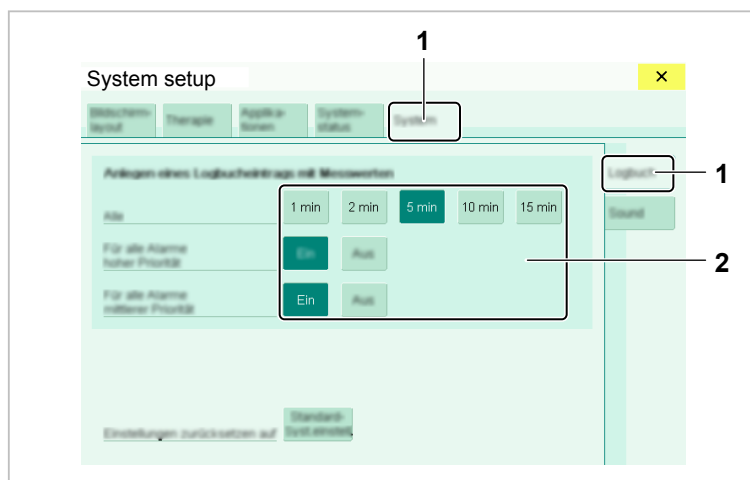 1
System setup
×
Bildschirm-
layout
Therapie
Applika-
tionen
System-
status
System
Anlegen eines Logbucheintrags mit Messwerten
Logbuch
1
Alle
1 min
2 min
5 min
10 min
15 min
Sound
Für alle Alarme
hoher Priorität
Ein
Aus
2
Für alle Alarme
mittlerer Priorität
Ein
Aus
Einstellungen zurücksetzen auf
Standard-
Syst.einstell.